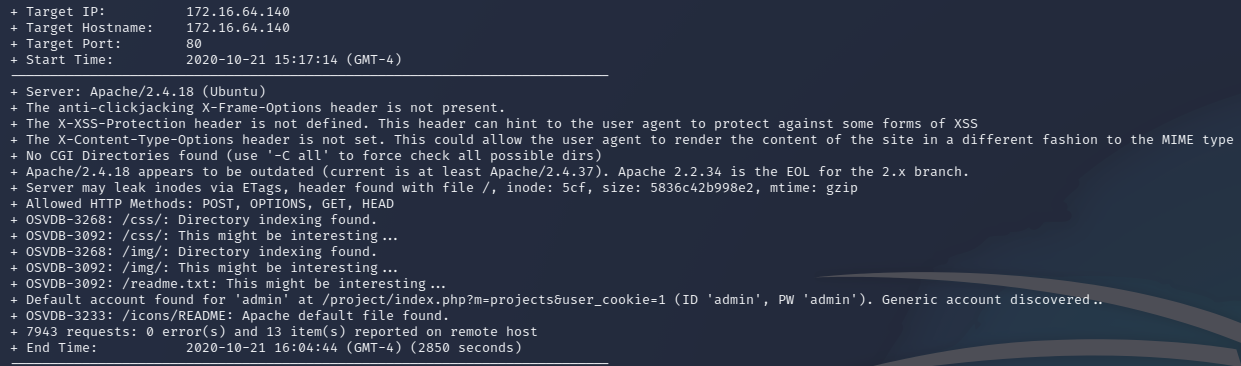 + Target IP:          172.16.64.140
+ Target Hostname:    172.16.64.140
+ Target Port:        80
+ Start Time:         2020-10-21 15:17:14 (GMT-4)
+ Server: Apache/2.4.18 (Ubuntu)
+ The anti-clickjacking X-Frame-Options header is not present.
+ The X-XSS-Protection header is not defined. This header can hint to the user agent to protect against some forms of XSS
+ The X-Content-Type-Options header is not set. This could allow the user agent to render the content of the site in a different fashion to the MIME type
+ No CGI Directories found (use '-C all' to force check all possible dirs)
+ Apache/2.4.18 appears to be outdated (current is at least Apache/2.4.37). Apache 2.2.34 is the EOL for the 2.x branch.
+ Server may leak inodes via ETags, header found with file /, inode: 5cf, size: 5836c42b998e2, mtime: gzip
+ Allowed HTTP Methods: POST, OPTIONS, GET, HEAD
+ OSVDB-3268: /css/: Directory indexing found.
+ OSVDB-3092: /css/: This might be interesting...
+ OSVDB-3268: /img/: Directory indexing found.
+ OSVDB-3092: /img/: This might be interesting...
+ OSVDB-3092: /readme.txt: This might be interesting...
+ Default account found for 'admin' at /project/index.php?m=projects&user_cookie=1 (ID 'admin', PW 'admin'). Generic account discovered..
+ OSVDB-3233: /icons/README: Apache default file found.
+ 7943 requests: 0 error(s) and 13 item(s) reported on remote host
+ End Time:           2020-10-21 16:04:44 (GMT-4) (2850 seconds)